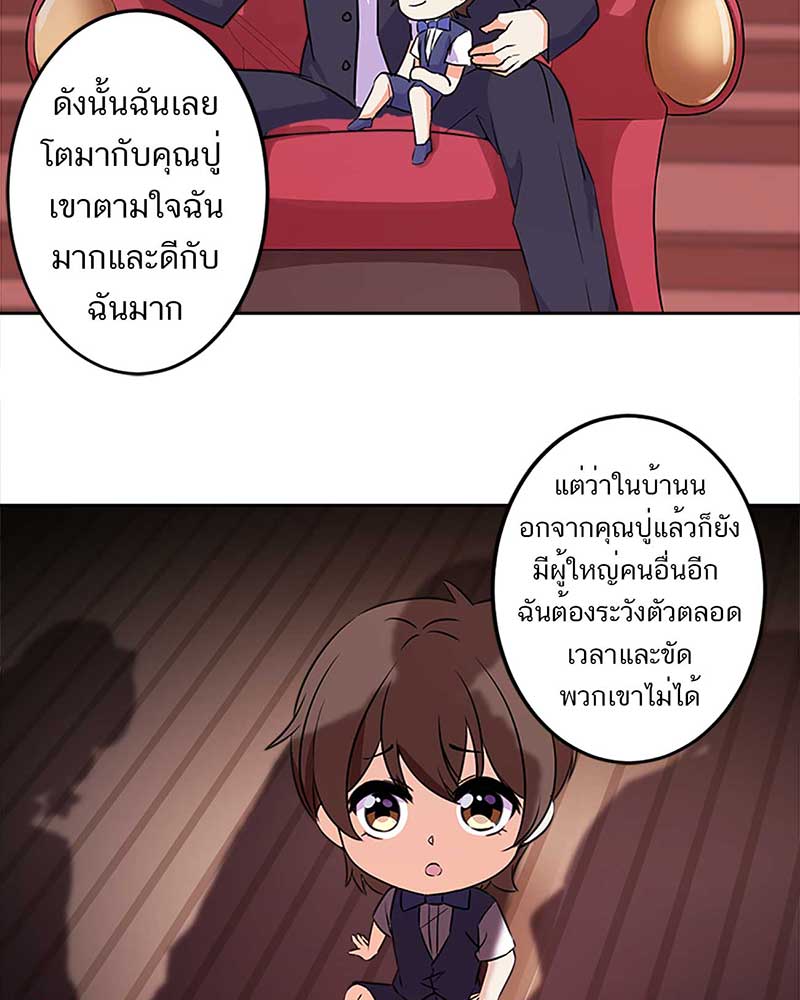 ดังนั้นฉันเลย
โตมากับคุณปู่
เขาตามใจฉัน
มากและดีกับ
ฉันมาก
แต่ว่าในบ้านน
อกจากคุณปู่แล้วก็ยัง
มีผู้ใหญ่คนอื่นอีก
ฉันต้องระวังตัวตลอด
เวลาและขัด
พวกเขาไม่ได้